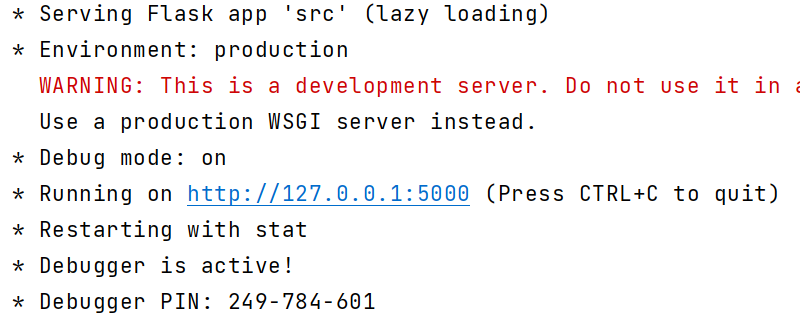 * Serving Flask app 'src' (lazy loading)
* Environment: production
WARNING: This is a development server. Do not use it in a
Use a production WSGI server instead.
* Debug mode: on
* Running on http://127.0.0.1:5000 (Press CTRL+C to quit)
* Restarting with stat
* Debugger is active!
* Debugger PIN: 249-784-601